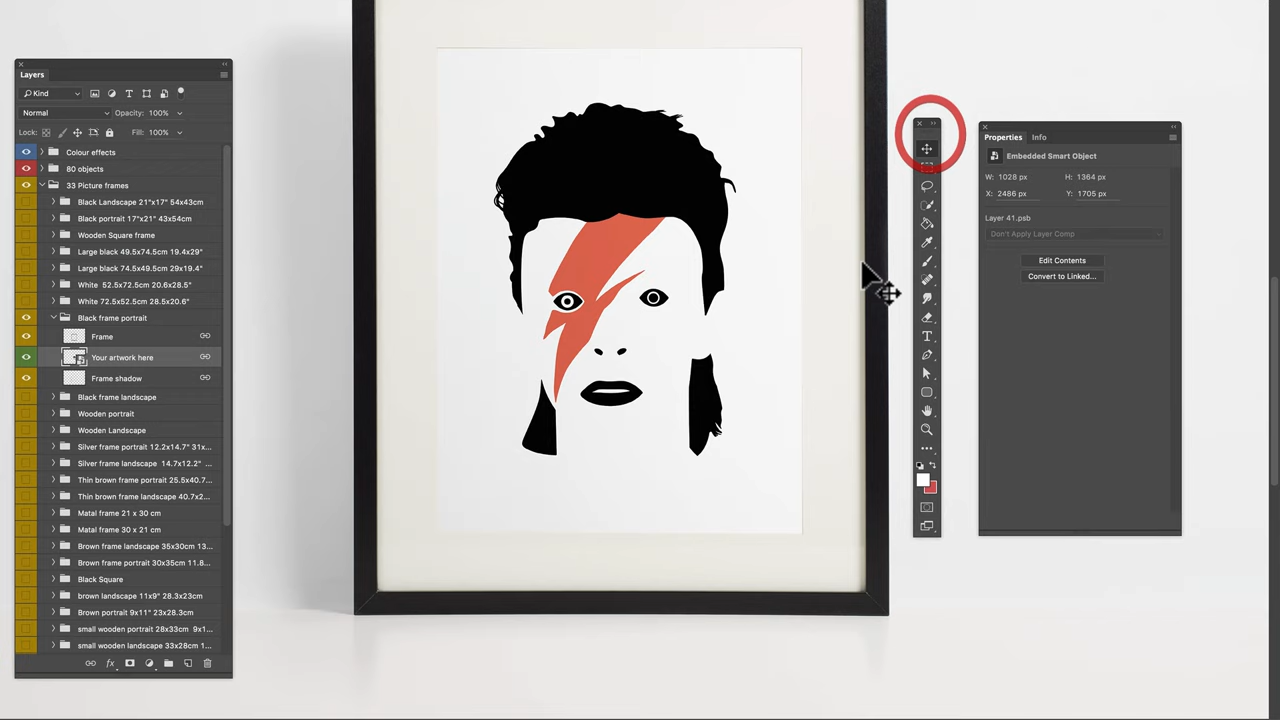 Layers
Kind
Normal
Opacity: 100%
Lock:
Fill: 100%
Colour effects
80 objects
33 Picture frames
Black Landscape 21"x17" 54x43cm
Black portrait 17"x21" 43x54cm
Wooden Square frame
Large black 49.5x74.5cm 19.4x29"
Large black 74.5x49.5cm 29x19.4"
White 52.5x72.5cm 20.6x28.5"
White 72.5x52.5cm 28.5x20.6"
Black frame portrait
Frame
Your artwork here
Frame shadow
Black frame landscape
Wooden portrait
Wooden Landscape
Silver frame portrait 12.2x14.7" 31x...
Silver frame landscape 14.7x12.2" ...
Thin brown frame portrait 25.5x40.7...
Thin brown frame landscape 40.7x2...
Matal frame 21 x 30 cm
Matal frame 30 x 21 cm
Brown frame landscape 35x30cm 13...
Brown frame portrait 30x35cm 11.8...
Black Square
brown landscape 11x9" 28.3x23cm
Brown portrait 9x11" 23x28.3cm
small wooden portrait 28x33cm 9x1...
small wooden landscape 33x28cm 1...
fx
T
Properties
Info
Embedded Smart Object
W: 1028 px
H: 1364 px
X: 2486 px
Y: 1705 px
Layer 41.psb
Don't Apply Layer Comp
Edit Contents
Convert to Linked...